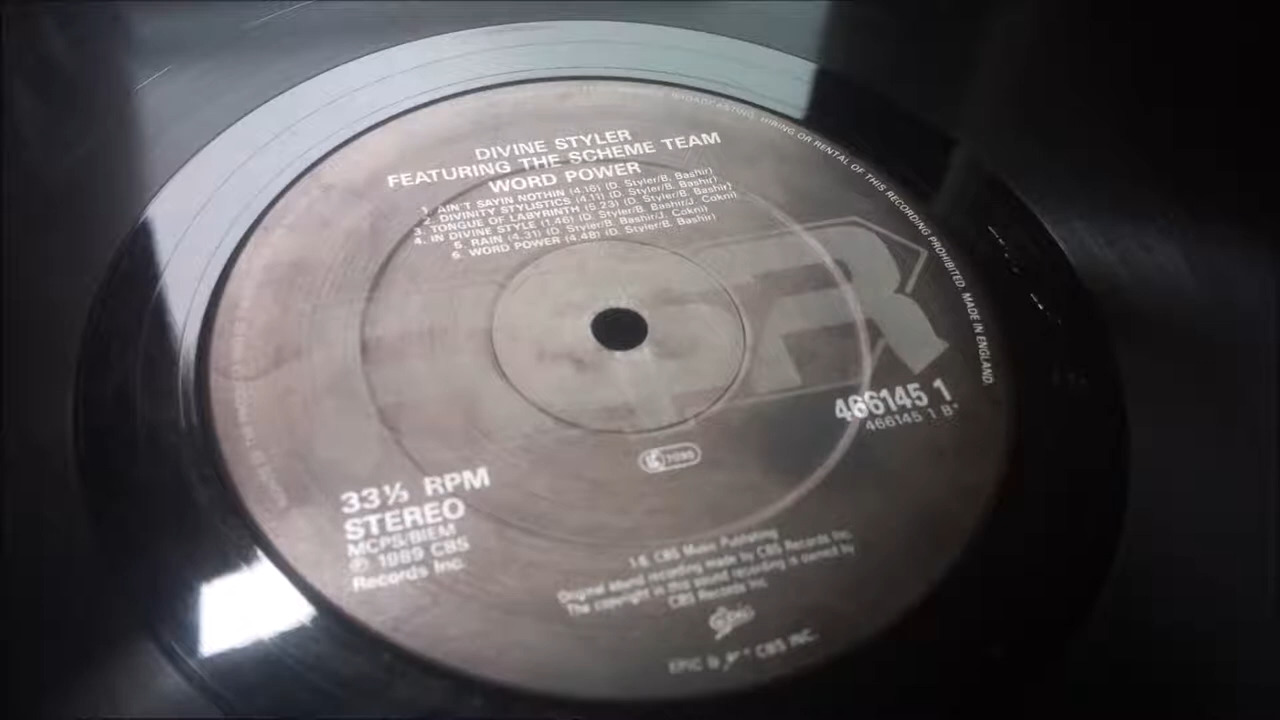 BROADCASTING, HIRING OR RENTAL OF THIS RECORDING PROHIBITED. MADE IN ENGLAND.
DIVINE STYLER
FEATURING THE SCHEME TEAM
WORD POWER
1. AIN'T SAYIN NOTHIN (4.16) (D. Styler/B. Bashir)
2. DIVINITY STYLISTICS (4.11) (D. Styler/B. Bashir)
3. TONGUE OF LABYRINTH (5.23) (D. Styler/B. Bashir)
4. IN DIVINE STYLE (1.46) (D. Styler/B. Bashir/J. Cokni)
5. RAIN (4.31) (D. Styler/B. Bashir/J. Cokni)
6. WORD POWER (4.48) (D. Styler/B. Bashir)
R
466145 1
466145 1 B*
LC 7095
33⅓ RPM
STEREO
MCPS/BIEM
℗ 1989 CBS
Records Inc.
1-6, CBS Music Publishing
Original sound recording made by CBS Records Inc.
The copyright in this sound recording is owned by
CBS Records Inc
Epic
EPIC & CBS INC.